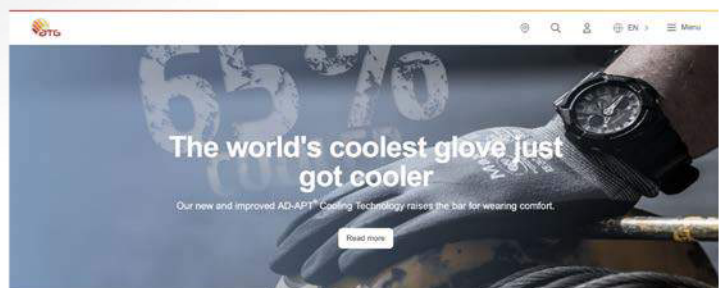 ATG
EN
Menu
65%
COOLER
The world's coolest glove just
got cooler
Our new and improved AD-APT® Cooling Technology raises the bar for wearing comfort.
Read more